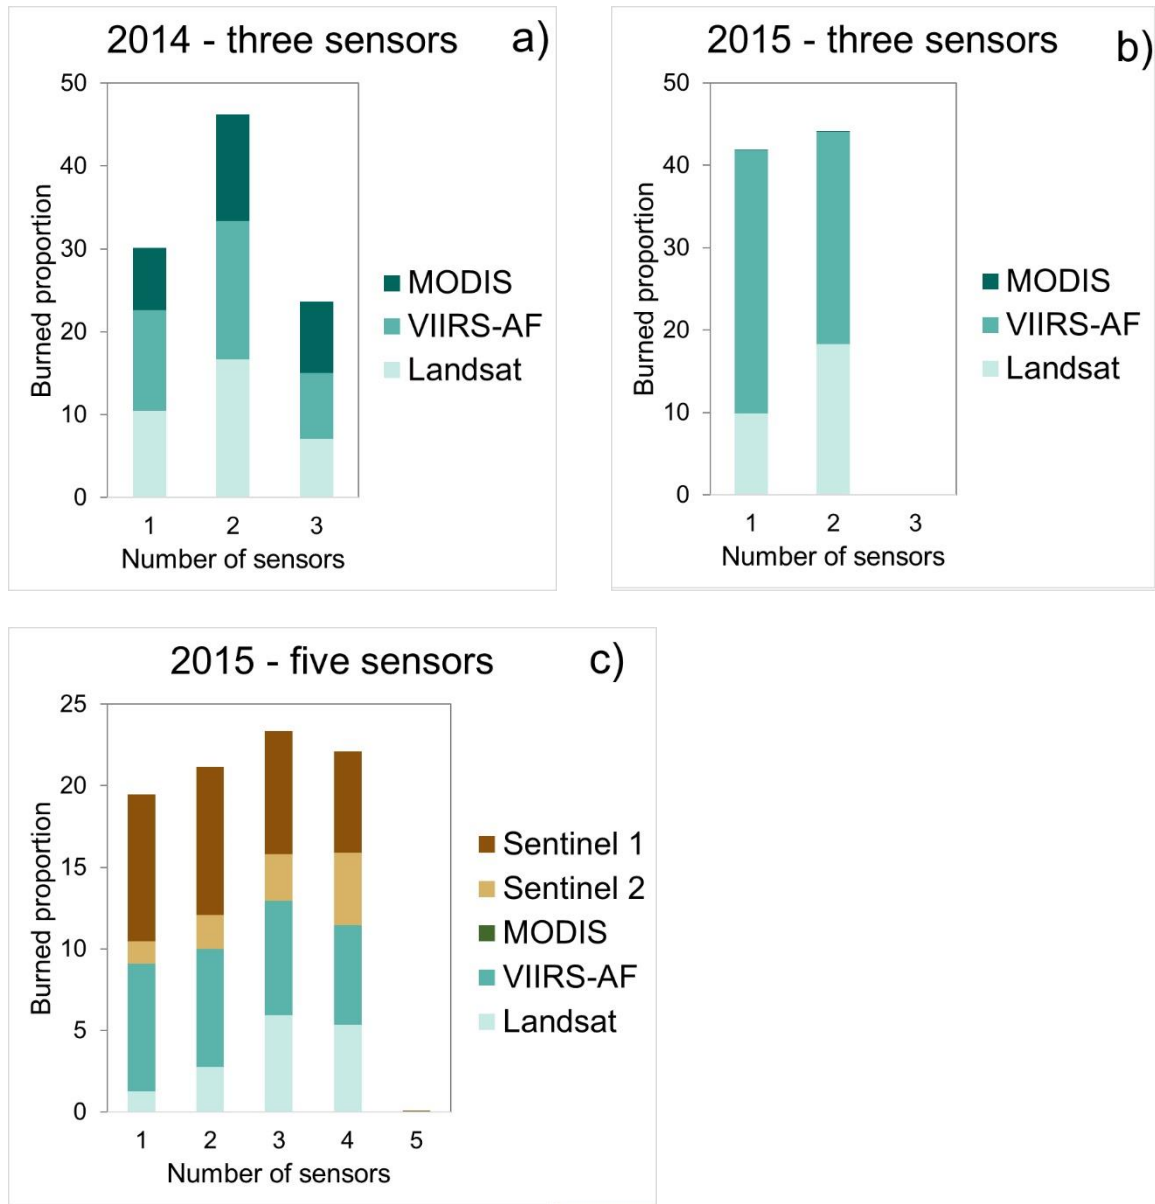 2014 - three sensors
a)
50
40
30
20
10
0
Burned proportion
1 2 3
Number of sensors
MODIS
VIIRS-AF
Landsat
2015 - three sensors
b)
50
40
30
20
10
0
Burned proportion
1 2 3
Number of sensors
MODIS
VIIRS-AF
Landsat
2015 - five sensors
c)
25
20
15
10
5
0
Burned proportion
1 2 3 4 5
Number of sensors
Sentinel 1
Sentinel 2
MODIS
VIIRS-AF
Landsat